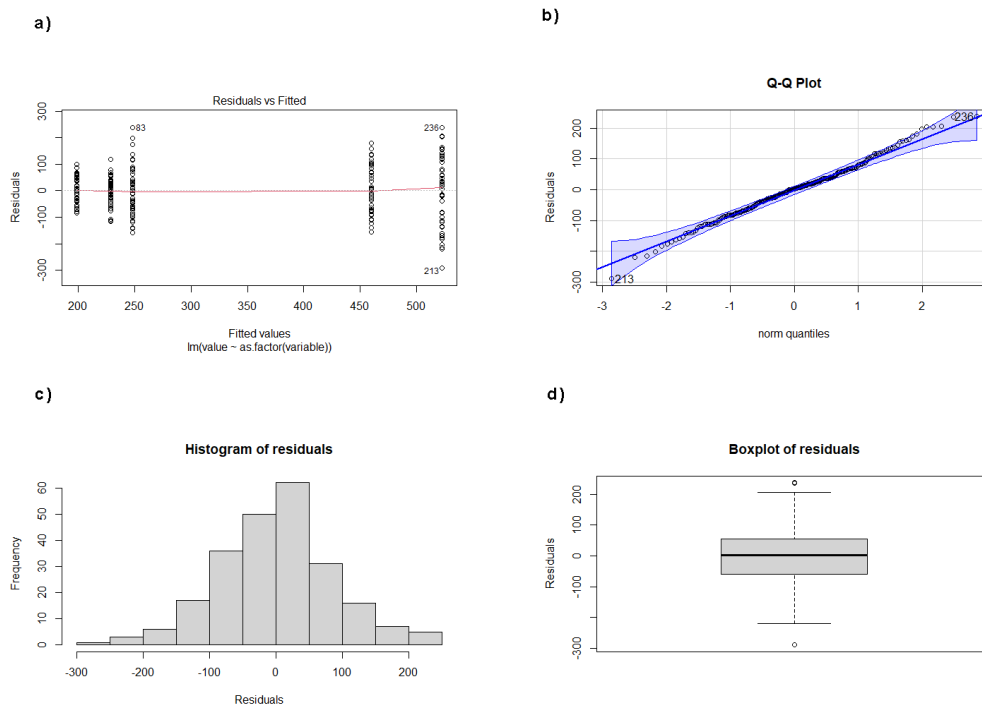 a)
Residuals vs Fitted
83
236
213
Residuals
300
100
0
-100
-300
200
250
300
350
400
450
500
Fitted values
lm(value ~ as.factor(variable))
b)
Q-Q Plot
236
213
Residuals
200
100
0
-100
-300
-3
-2
-1
0
1
2
norm quantiles
c)
Histogram of residuals
Frequency
60
50
40
30
20
10
0
-300
-200
-100
0
100
200
Residuals
d)
Boxplot of residuals
Residuals
200
100
0
-100
-300